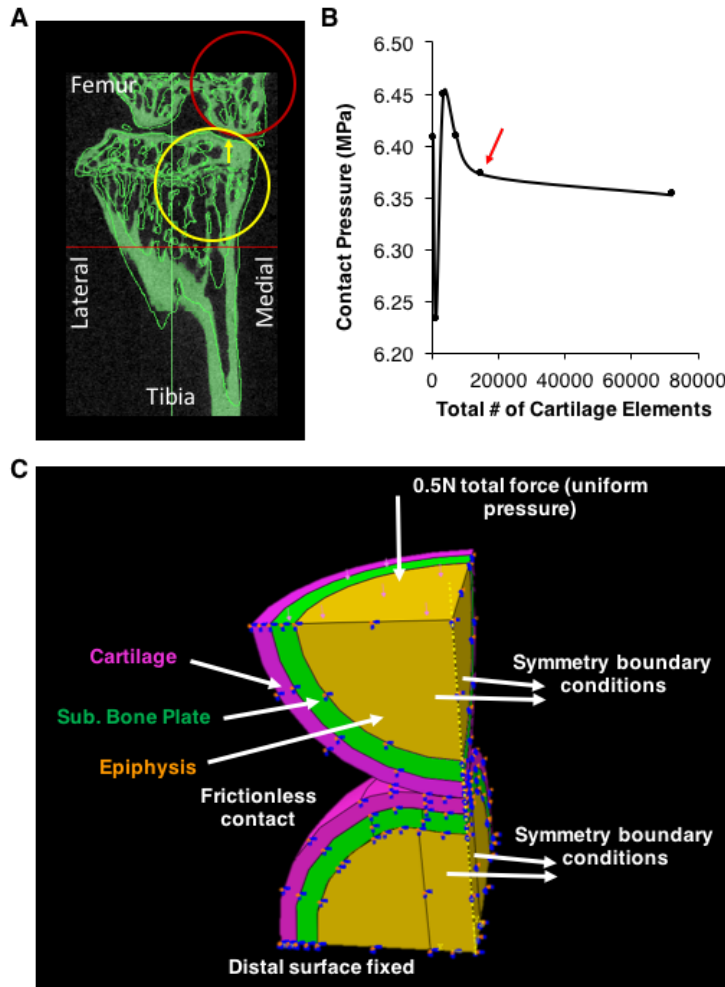 A
Femur
Lateral
Medial
Tibia
B
Contact Pressure (MPa)
6.50
6.45
6.40
6.35
6.30
6.25
6.20
0 20000 40000 60000 80000
Total # of Cartilage Elements
C
0.5N total force (uniform
pressure)
Cartilage
Sub. Bone Plate
Epiphysis
Symmetry boundary
conditions
Frictionless
contact
Symmetry boundary
conditions
Distal surface fixed